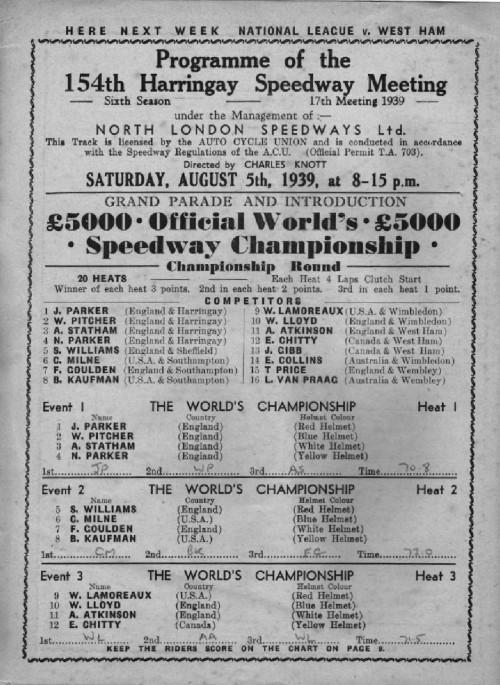 HERE NEXT WEEK NATIONAL LEAGUE v. WEST HAM
Programme of the
154th Harringay Speedway Meeting
Sixth Season — 17th Meeting 1939
under the Management of :—
NORTH LONDON SPEEDWAYS Ltd.
This Track is licensed by the AUTO CYCLE UNION and is conducted in accordance
with the Speedway Regulations of the A.C.U. (Official Permit T.A. 703).
Directed by CHARLES KNOTT
SATURDAY, AUGUST 5th, 1939, at 8-15 p.m.
GRAND PARADE AND INTRODUCTION
£5000 · Official World's · £5000
· Speedway Championship ·
Championship Round
20 HEATS — Each Heat 4 Laps Clutch Start
Winner of each heat 3 points. 2nd in each heat 2 points. 3rd in each heat 1 point.
COMPETITORS
1 J. PARKER (England & Harringay)
2 W. PITCHER (England & Harringay)
3 A. STATHAM (England & Harringay)
4 N. PARKER (England & Harringay)
5 S. WILLIAMS (England & Sheffield)
6 C. MILNE (U.S.A. & Southampton)
7 F. GOULDEN (England & Southampton)
8 B. KAUFMAN (U.S.A. & Southampton)
9 W. LAMOREAUX (U.S.A. & Wimbledon)
10 W. LLOYD (England & Wimbledon)
11 A. ATKINSON (England & West Ham)
12 E. CHITTY (Canada & West Ham)
13 J. GIBB (Canada & West Ham)
14 E. COLLINS (Australia & Wimbledon)
15 T PRICE (England & Wembley)
16 L. VAN PRAAG (Australia & Wembley)
Event 1 THE WORLD'S CHAMPIONSHIP Heat 1
Name Country Helmet Colour
1 J. PARKER (England) (Red Helmet)
2 W. PITCHER (England) (Blue Helmet)
3 A. STATHAM (England) (White Helmet)
4 N. PARKER (England) (Yellow Helmet)
1st JP 2nd WP 3rd AS Time 70.8
Event 2 THE WORLD'S CHAMPIONSHIP Heat 2
Name Country Helmet Colour
5 S. WILLIAMS (England) (Red Helmet)
6 C. MILNE (U.S.A.) (Blue Helmet)
7 F. GOULDEN (England) (White Helmet)
8 B. KAUFMAN (U.S.A.) (Yellow Helmet)
1st CM 2nd BK 3rd Time
Event 3 THE WORLD'S CHAMPIONSHIP Heat 3
Name Country Helmet Colour
9 W. LAMOREAUX (U.S.A.) (Red Helmet)
10 W. LLOYD (England) (Blue Helmet)
11 A. ATKINSON (England) (White Helmet)
12 E. CHITTY (Canada) (Yellow Helmet)
1st WL 2nd AA 3rd WL Time 71.5
KEEP THE RIDERS SCORE ON THE CHART ON PAGE 9.